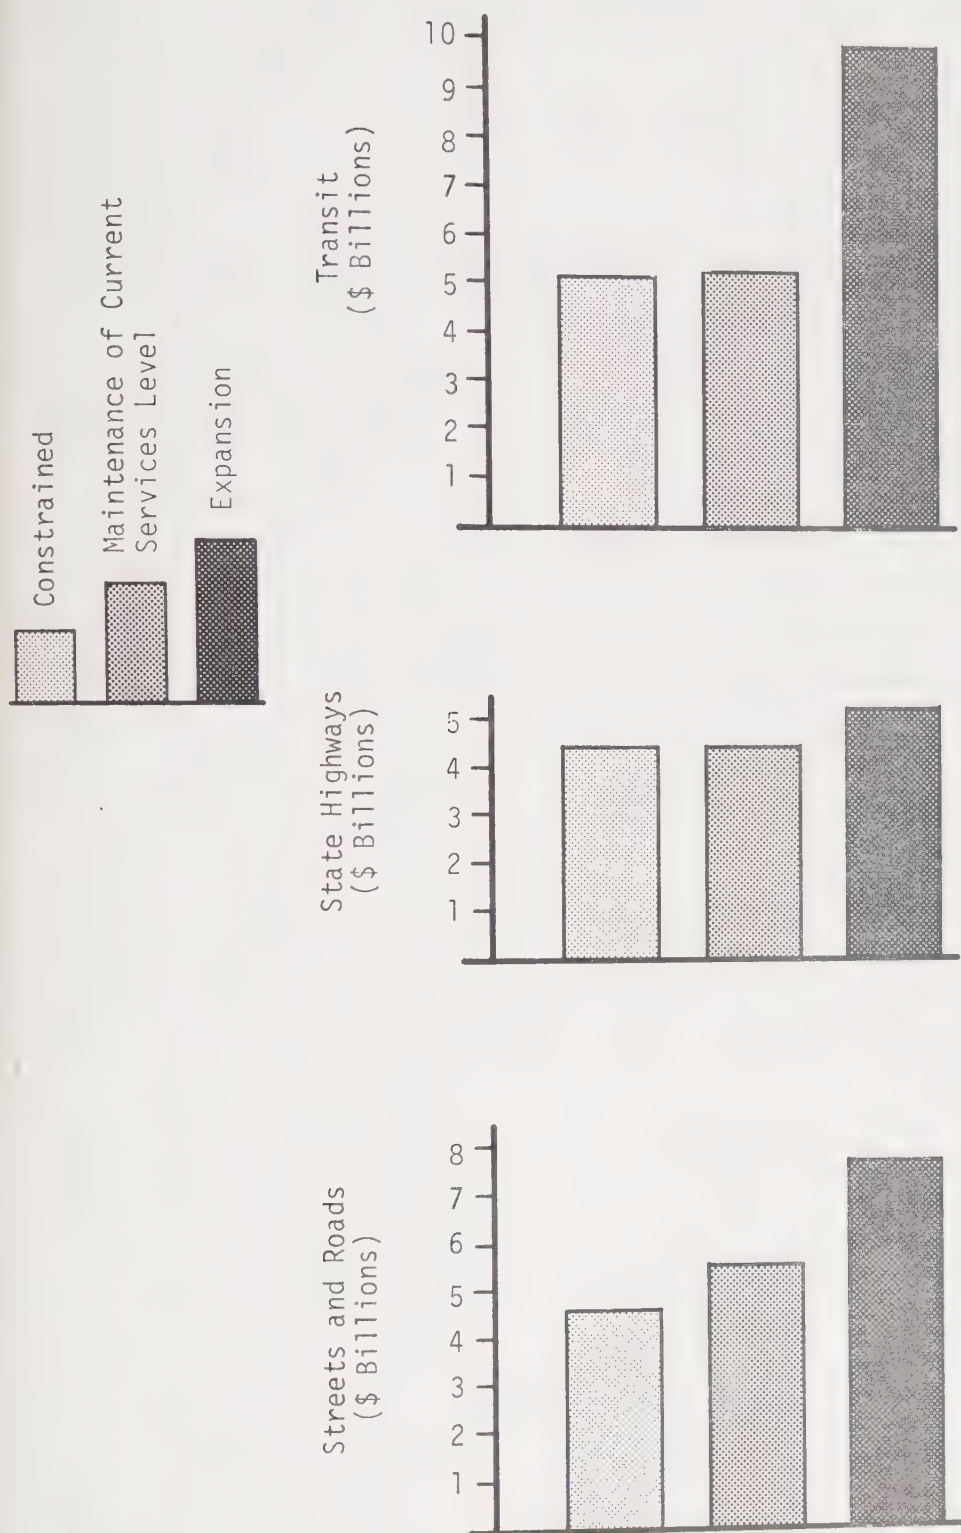 Constrained
Maintenance of Current
Services Level
Expansion
Transit
($ Billions)
10
9
8
7
6
5
4
3
2
1
State Highways
($ Billions)
5
4
3
2
1
Streets and Roads
($ Billions)
8
7
6
5
4
3
2
1